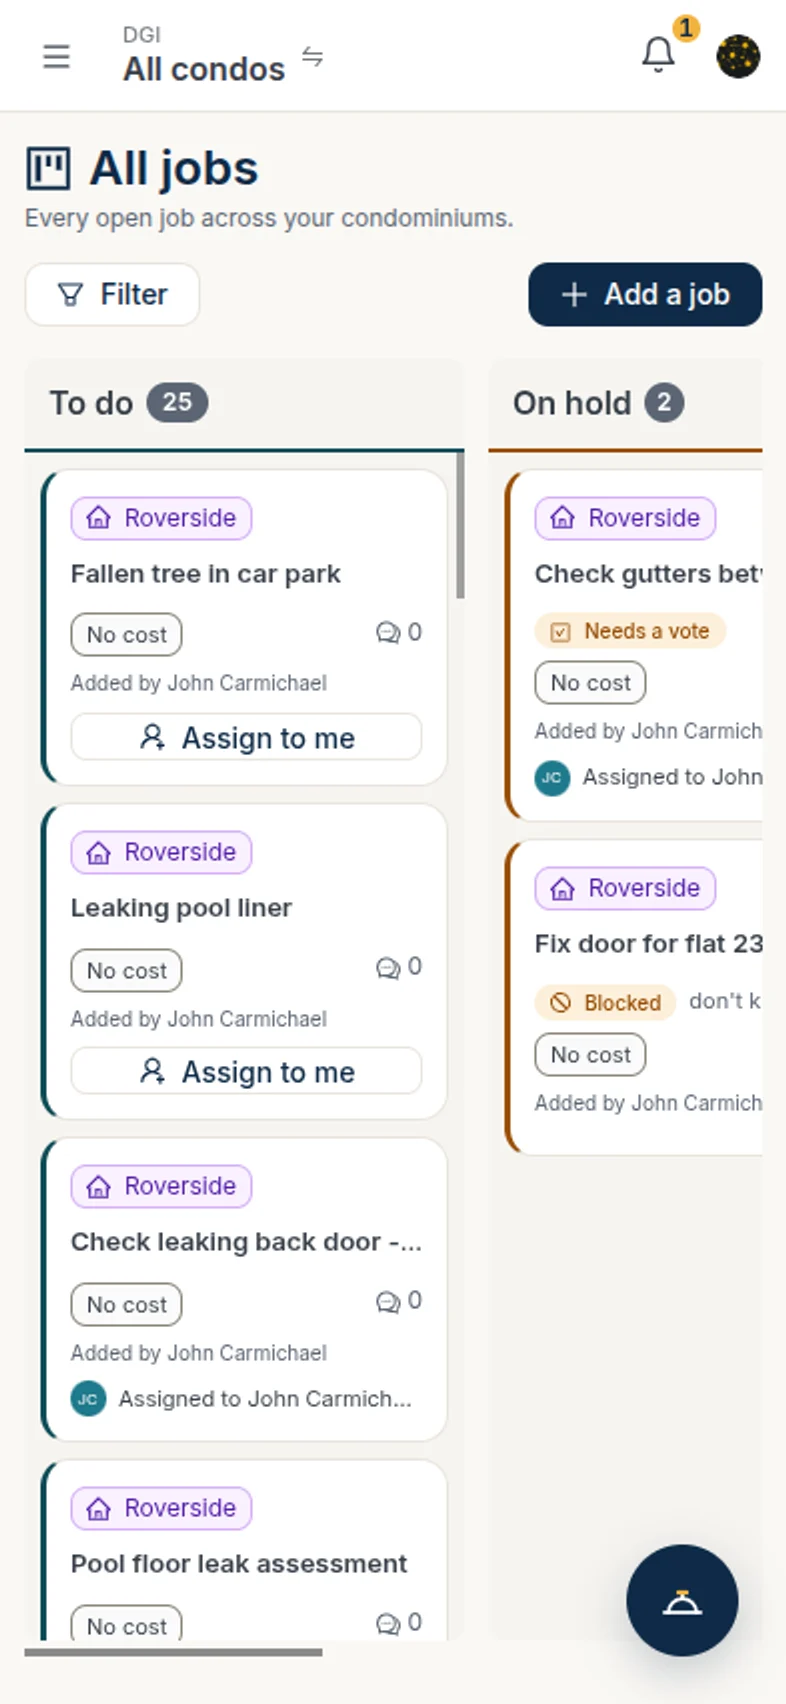 DGI
All condos
1
All jobs
Every open job across your condominiums.
Filter
Add a job
To do 25
Roverside
Fallen tree in car park
No cost
0
Added by John Carmichael
Assign to me
Roverside
Leaking pool liner
No cost
0
Added by John Carmichael
Assign to me
Roverside
Check leaking back door -...
No cost
0
Added by John Carmichael
JC Assigned to John Carmich...
Roverside
Pool floor leak assessment
No cost
0
On hold 2
Roverside
Check gutters bet
Needs a vote
No cost
Added by John Carmich
JC Assigned to John
Roverside
Fix door for flat 23
Blocked don't k
No cost
Added by John Carmich